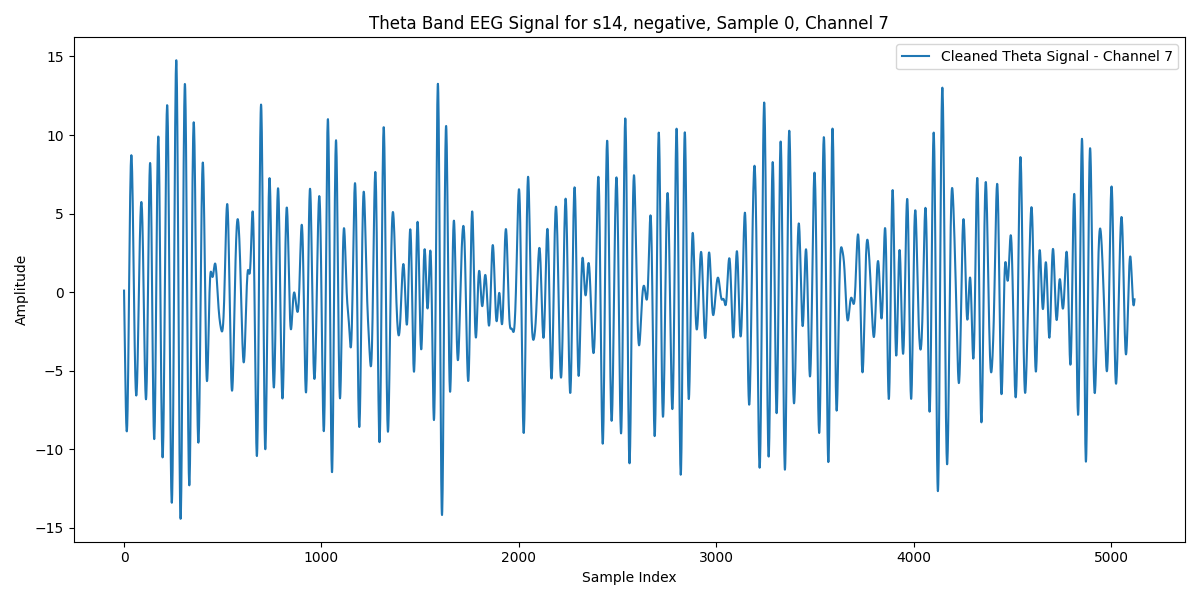 Theta Band EEG Signal for s14, negative, Sample 0, Channel 7
Cleaned Theta Signal - Channel 7
15
10
5
0
−5
−10
−15
Amplitude
0 1000 2000 3000 4000 5000
Sample Index